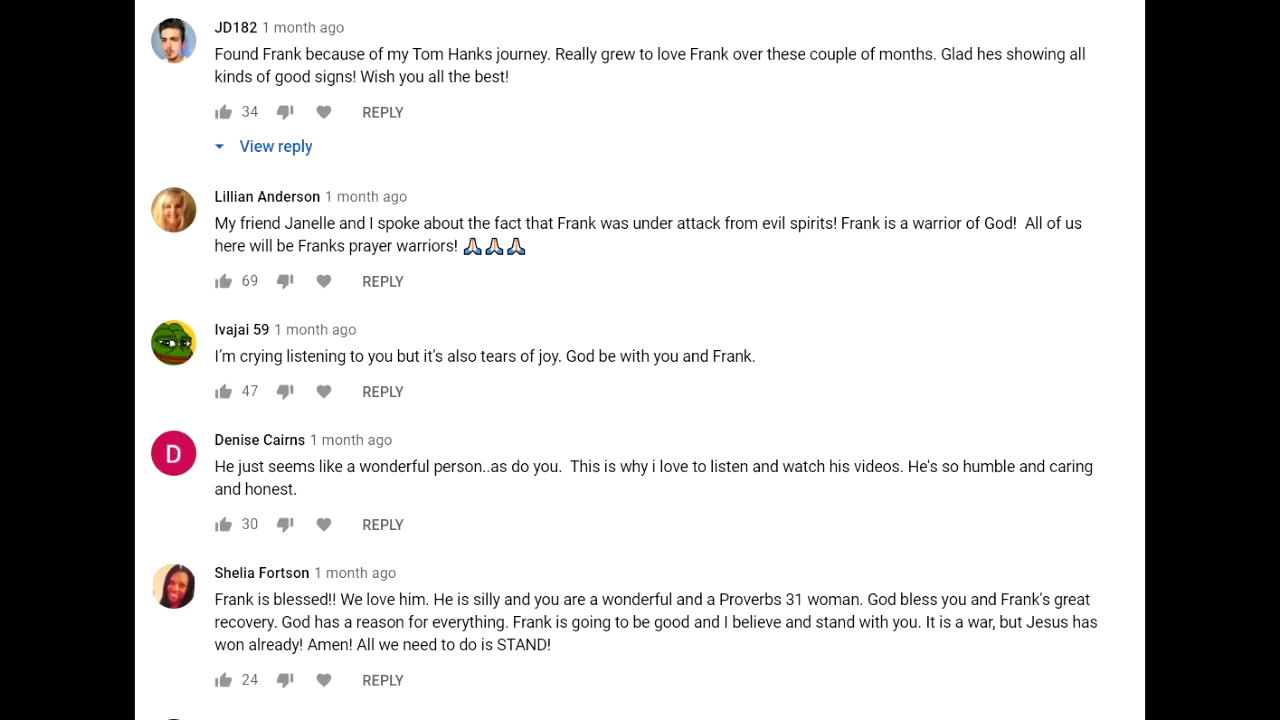 JD182 1 month ago
Found Frank because of my Tom Hanks journey. Really grew to love Frank over these couple of months. Glad hes showing all
kinds of good signs! Wish you all the best!
34 REPLY
View reply
Lillian Anderson 1 month ago
My friend Janelle and I spoke about the fact that Frank was under attack from evil spirits! Frank is a warrior of God!  All of us
here will be Franks prayer warriors! 🙏🏻🙏🏻🙏🏻
69 REPLY
Ivajai 59 1 month ago
I’m crying listening to you but it’s also tears of joy. God be with you and Frank.
47 REPLY
D
Denise Cairns 1 month ago
He just seems like a wonderful person..as do you.  This is why i love to listen and watch his videos. He's so humble and caring
and honest.
30 REPLY
Shelia Fortson 1 month ago
Frank is blessed!! We love him. He is silly and you are a wonderful and a Proverbs 31 woman. God bless you and Frank’s great
recovery. God has a reason for everything. Frank is going to be good and I believe and stand with you. It is a war, but Jesus has
won already! Amen! All we need to do is STAND!
24 REPLY